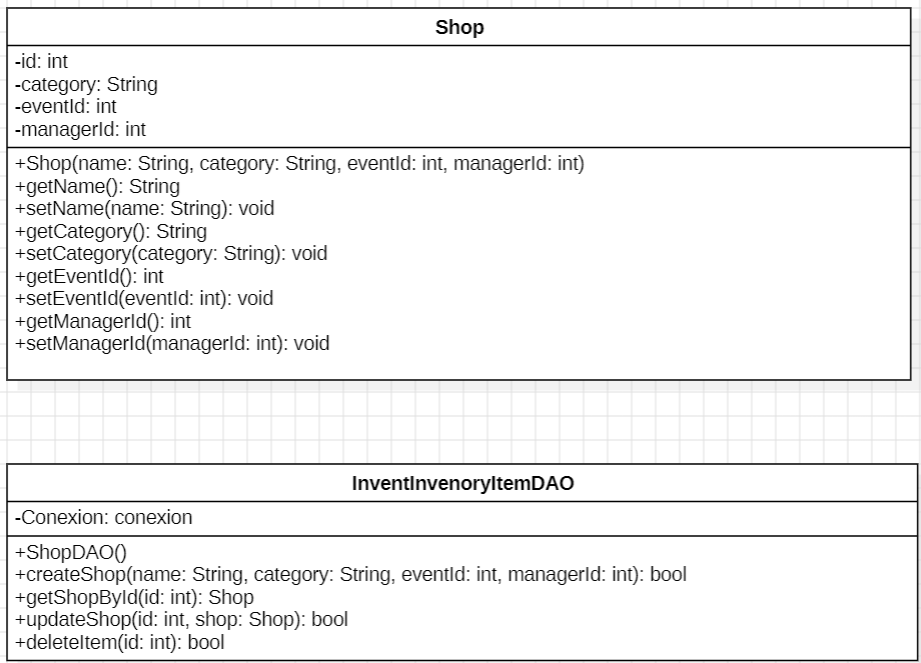 Shop
-id: int
-category: String
-eventId: int
-managerId: int
+Shop(name: String, category: String, eventId: int, managerId: int)
+getName(): String
+setName(name: String): void
+getCategory(): String
+setCategory(category: String): void
+getEventId(): int
+setEventId(eventId: int): void
+getManagerId(): int
+setManagerId(managerId: int): void
InventInvenoryItemDAO
-Conexion: conexion
+ShopDAO()
+createShop(name: String, category: String, eventId: int, managerId: int): bool
+getShopById(id: int): Shop
+updateShop(id: int, shop: Shop): bool
+deleteItem(id: int): bool